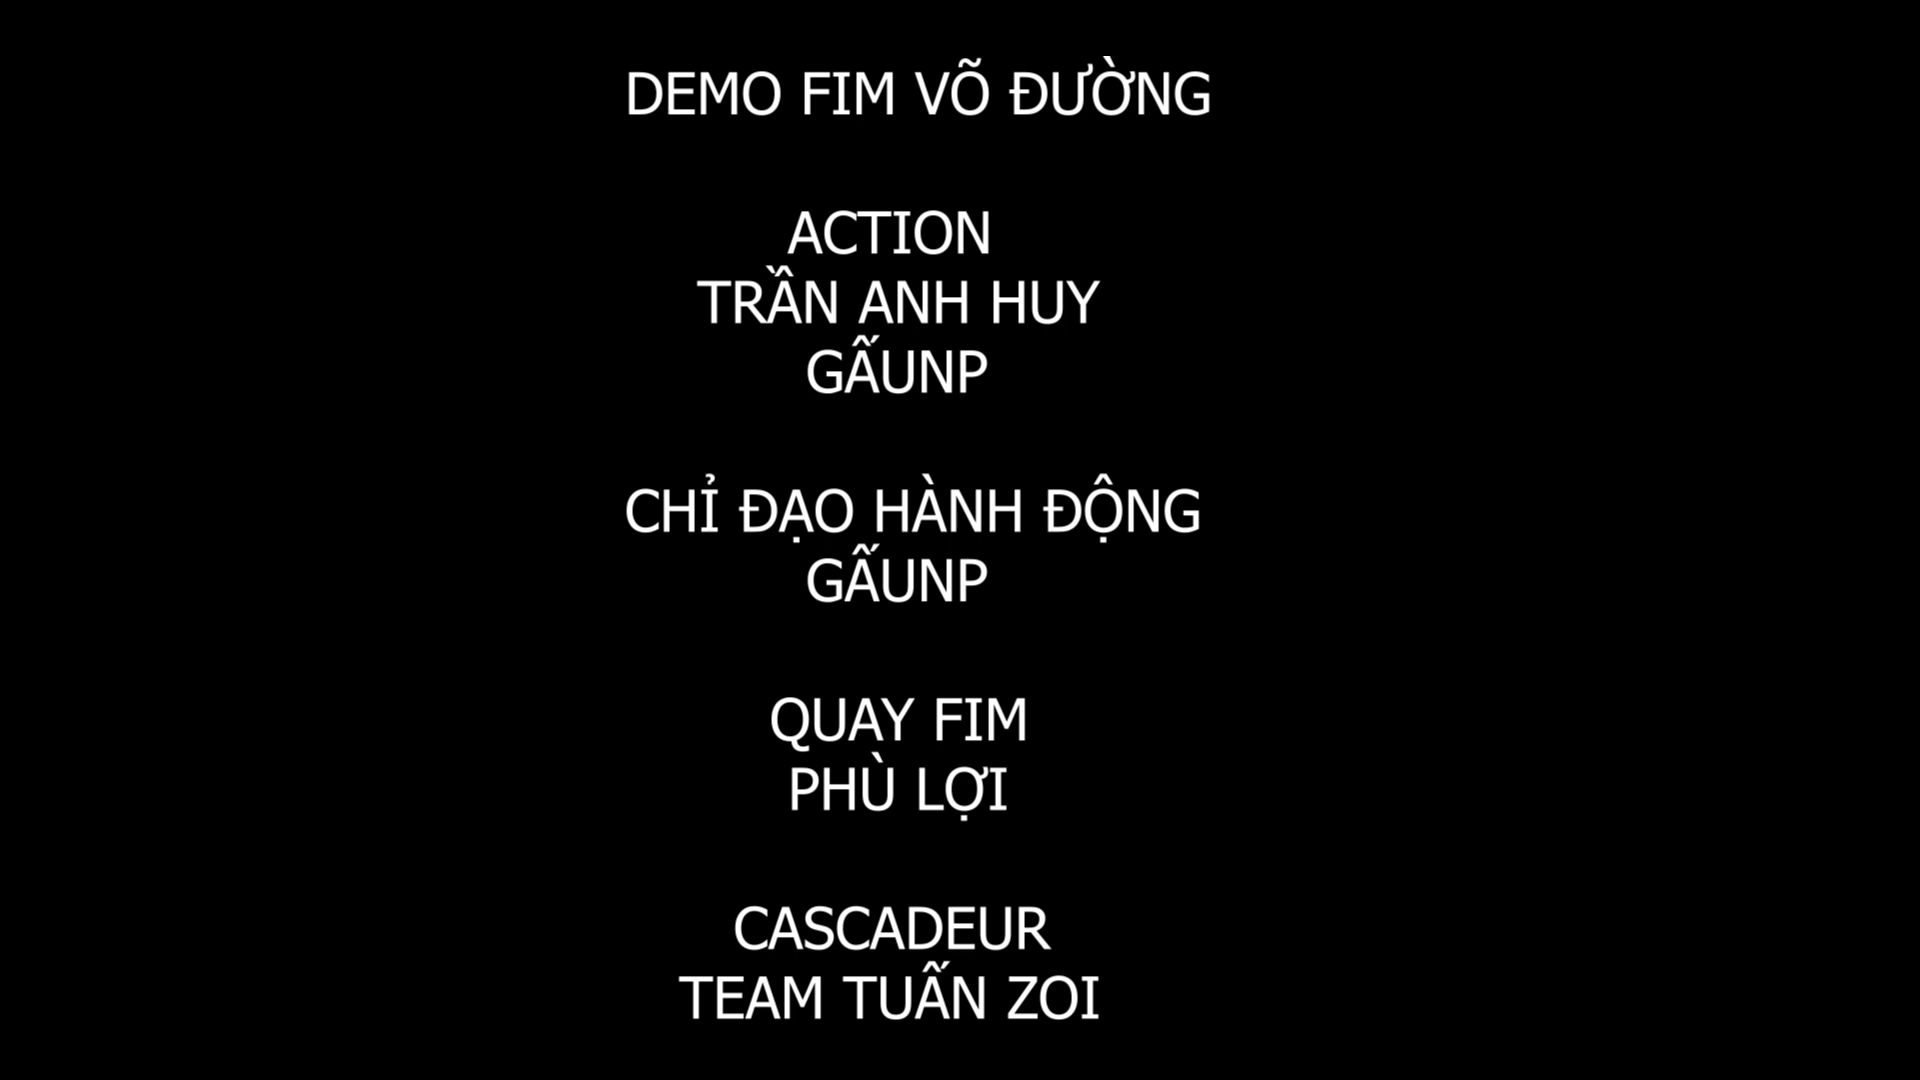 DEMO FIM VÕ ĐƯỜNG
ACTION
TRẦN ANH HUY
GẤUNP
CHỈ ĐẠO HÀNH ĐỘNG
GẤUNP
QUAY FIM
PHÙ LỢI
CASCADEUR
TEAM TUẤN ZOI